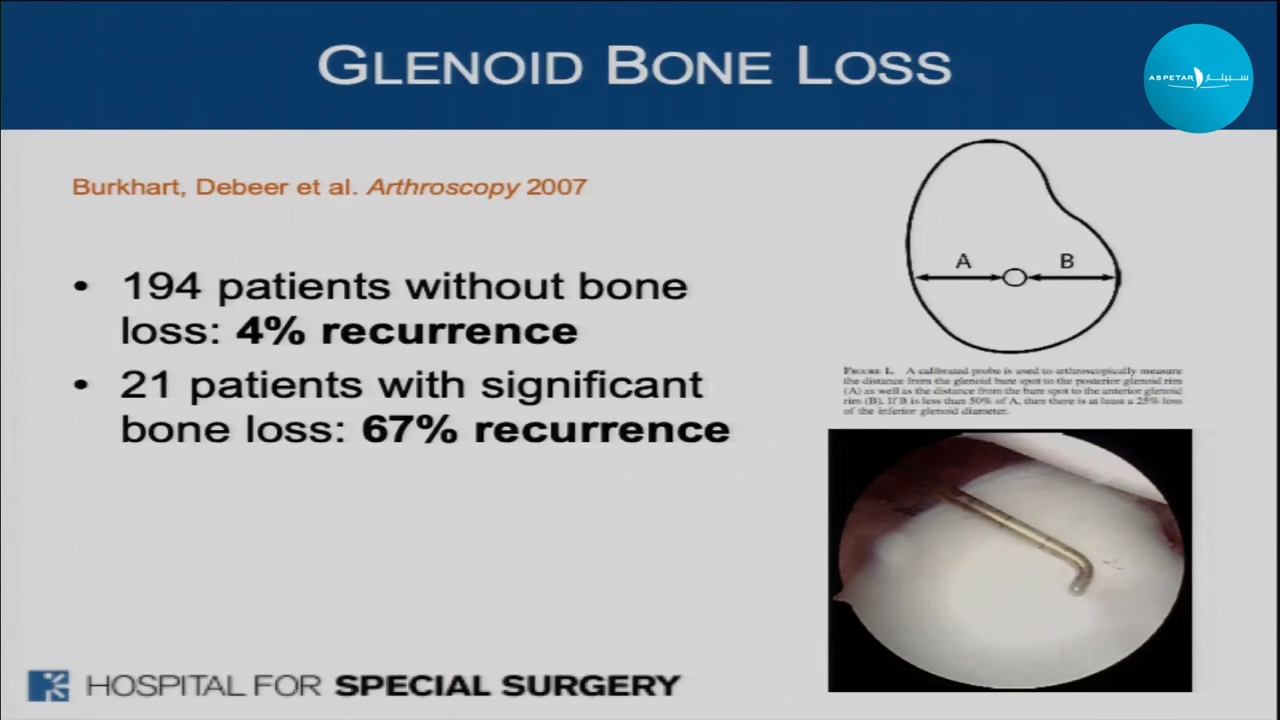 GLENOID BONE LOSS
ASPETAR سبيتار
Burkhart, Debeer et al. Arthroscopy 2007
• 194 patients without bone
loss: 4% recurrence
• 21 patients with significant
bone loss: 67% recurrence
A
B
FIGURE 1. A calibrated probe is used to arthroscopically measure
the distance from the glenoid bare spot to the posterior glenoid rim
(A) as well as the distance from the bare spot to the anterior glenoid
rim (B). If B is less than 50% of A, then there is at least a 25% loss
of the inferior glenoid diameter.
HOSPITAL FOR SPECIAL SURGERY